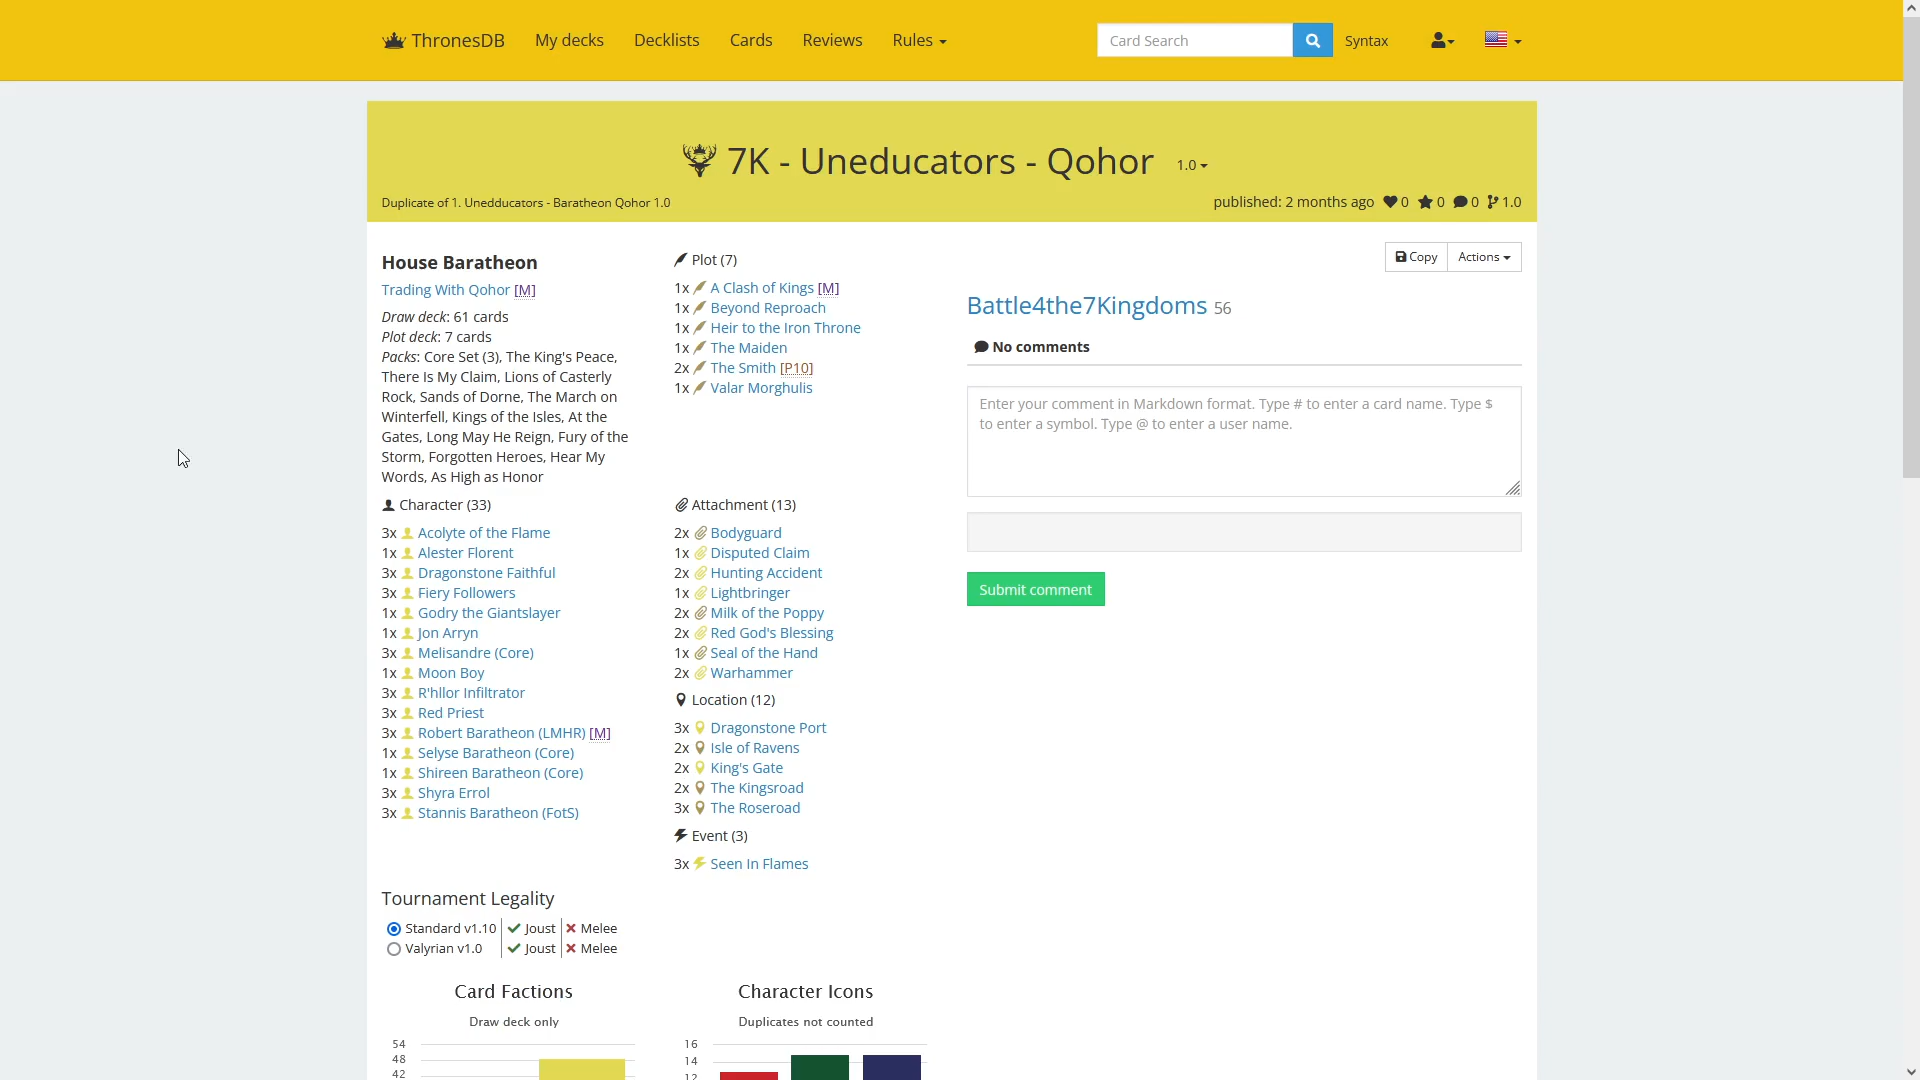 ThronesDB My decks Decklists Cards Reviews Rules Card Search Syntax
7K - Uneducators - Qohor 1.0
Duplicate of 1. Unedducators - Baratheon Qohor 1.0
published: 2 months ago 0 0 0 1.0
House Baratheon
Trading With Qohor [M]
Draw deck: 61 cards
Plot deck: 7 cards
Packs: Core Set (3), The King's Peace,
There Is My Claim, Lions of Casterly
Rock, Sands of Dorne, The March on
Winterfell, Kings of the Isles, At the
Gates, Long May He Reign, Fury of the
Storm, Forgotten Heroes, Hear My
Words, As High as Honor
Plot (7)
1x A Clash of Kings [M]
1x Beyond Reproach
1x Heir to the Iron Throne
1x The Maiden
2x The Smith [P10]
1x Valar Morghulis
Character (33)
3x Acolyte of the Flame
1x Alester Florent
3x Dragonstone Faithful
3x Fiery Followers
1x Godry the Giantslayer
1x Jon Arryn
3x Melisandre (Core)
1x Moon Boy
3x R'hllor Infiltrator
3x Red Priest
3x Robert Baratheon (LMHR) [M]
1x Selyse Baratheon (Core)
1x Shireen Baratheon (Core)
3x Shyra Errol
3x Stannis Baratheon (FotS)
Attachment (13)
2x Bodyguard
1x Disputed Claim
2x Hunting Accident
1x Lightbringer
2x Milk of the Poppy
2x Red God's Blessing
1x Seal of the Hand
2x Warhammer
Location (12)
3x Dragonstone Port
2x Isle of Ravens
2x King's Gate
2x The Kingsroad
3x The Roseroad
Event (3)
3x Seen In Flames
Copy Actions
Battle4the7Kingdoms 56
No comments
Enter your comment in Markdown format. Type # to enter a card name. Type $
to enter a symbol. Type @ to enter a user name.
Submit comment
Tournament Legality
Standard v1.10 Joust Melee
Valyrian v1.0 Joust Melee
Card Factions
Draw deck only
54
48
42
Character Icons
Duplicates not counted
16
14
12